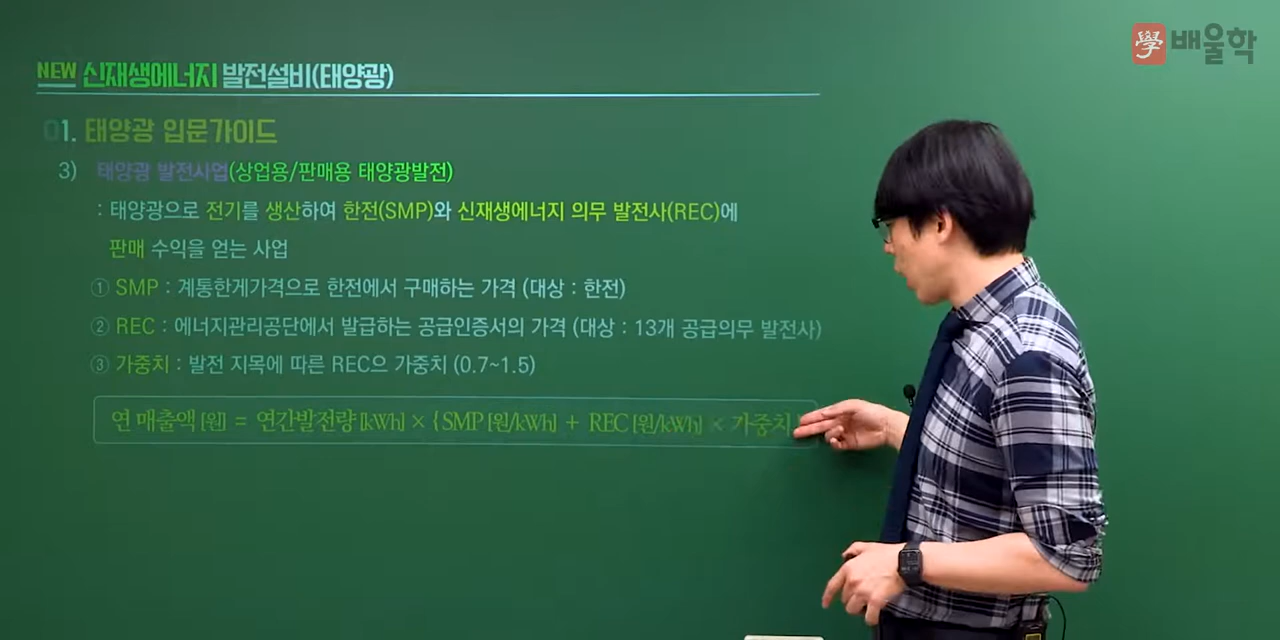 學 배울학
NEW 신재생에너지 발전설비(태양광)
01. 태양광 입문가이드
3) 태양광 발전사업(상업용/판매용 태양광발전)
: 태양광으로 전기를 생산하여 한전(SMP)와 신재생에너지 의무 발전사(REC)에
판매 수익을 얻는 사업
① SMP : 계통한게가격으로 한전에서 구매하는 가격 (대상 : 한전)
② REC : 에너지관리공단에서 발급하는 공급인증서의 가격 (대상 : 13개 공급의무 발전사)
③ 가중치 : 발전 지목에 따른 REC으 가중치 (0.7~1.5)
연 매출액 [원] = 연간발전량 [kWh] × { SMP [원/kWh] + REC [원/kWh] × 가중치